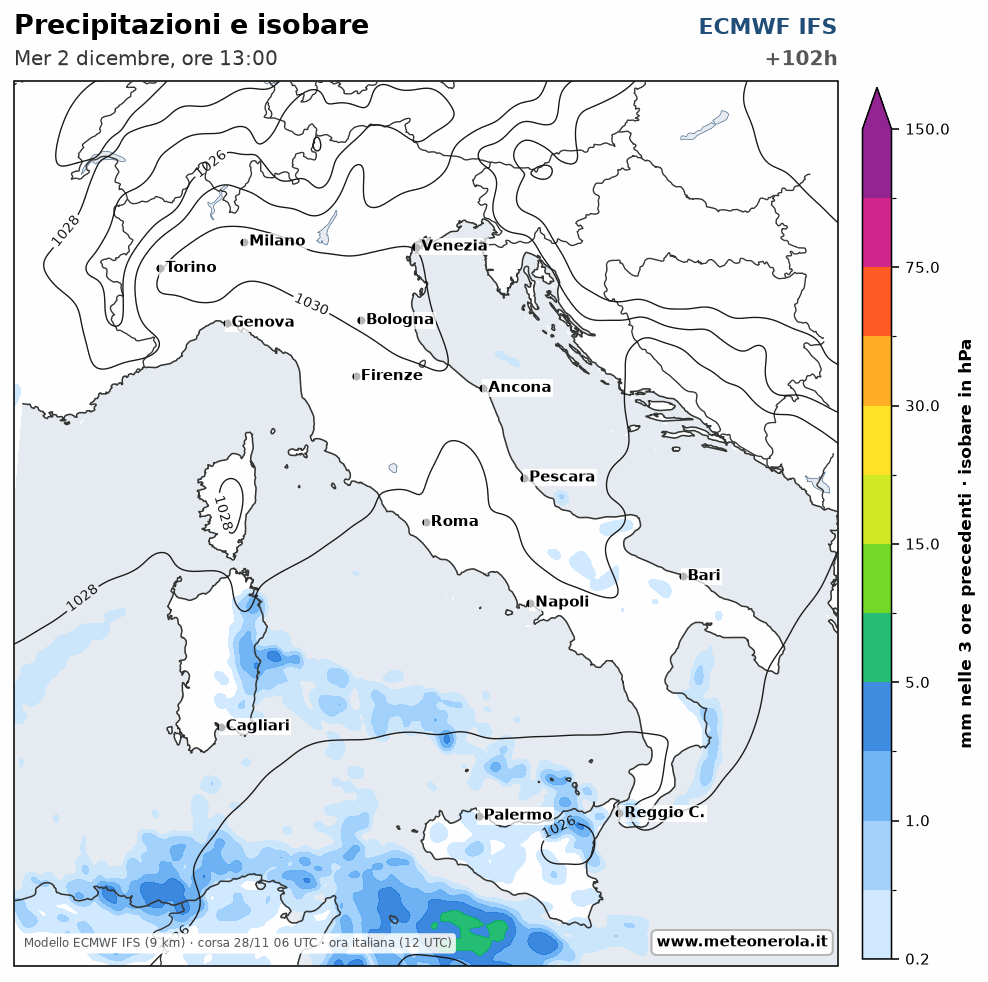 Precipitazioni e isobare
ECMWF IFS
Mer 2 dicembre, ore 13:00
+102h
150.0
75.0
30.0
15.0
5.0
1.0
0.2
mm nelle 3 ore precedenti · isobare in hPa
1026
1028
Milano
Venezia
Torino
1030
Genova
Bologna
Firenze
Ancona
Pescara
1028
Roma
Bari
1028
Napoli
Cagliari
Palermo
Reggio C.
1026
Modello ECMWF IFS (9 km) · corsa 28/11 06 UTC · ora italiana (12 UTC)
www.meteonerola.it